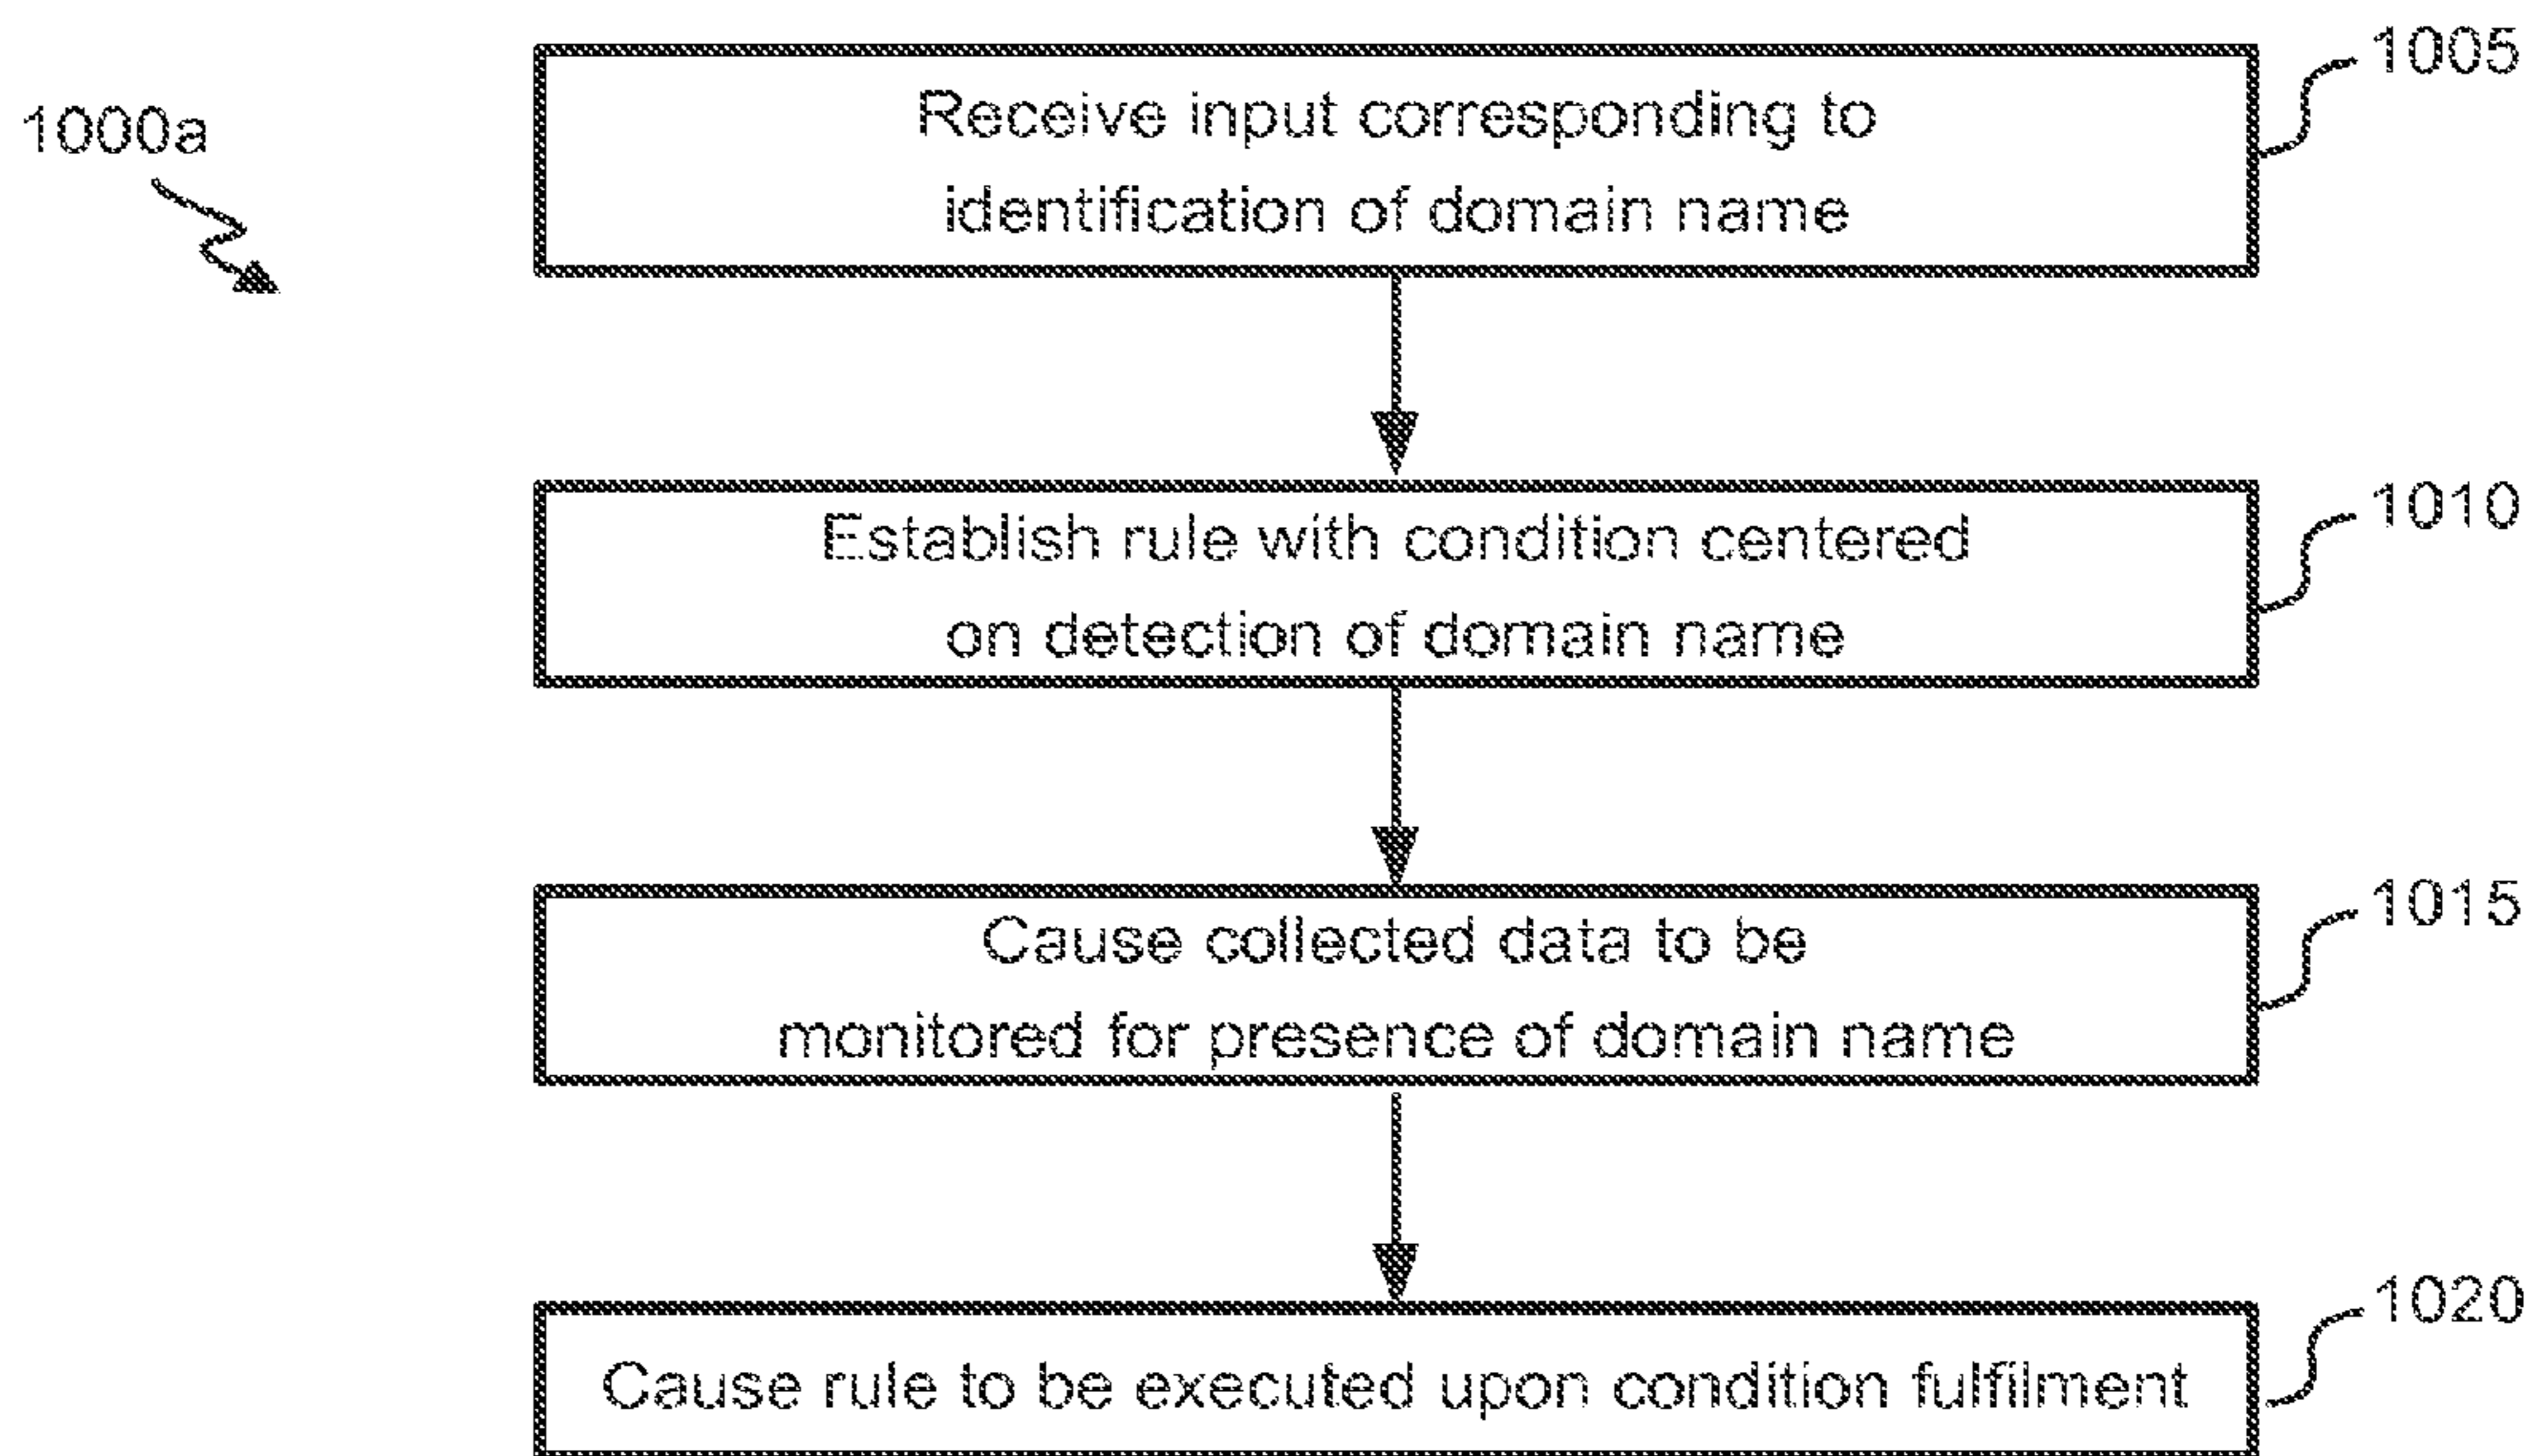 1000a
1005
Receive input corresponding to
identification of domain name
1010
Establish rule with condition centered
on detection of domain name
1015
Cause collected data to be
monitored for presence of domain name
1020
Cause rule to be executed upon condition fulfilment